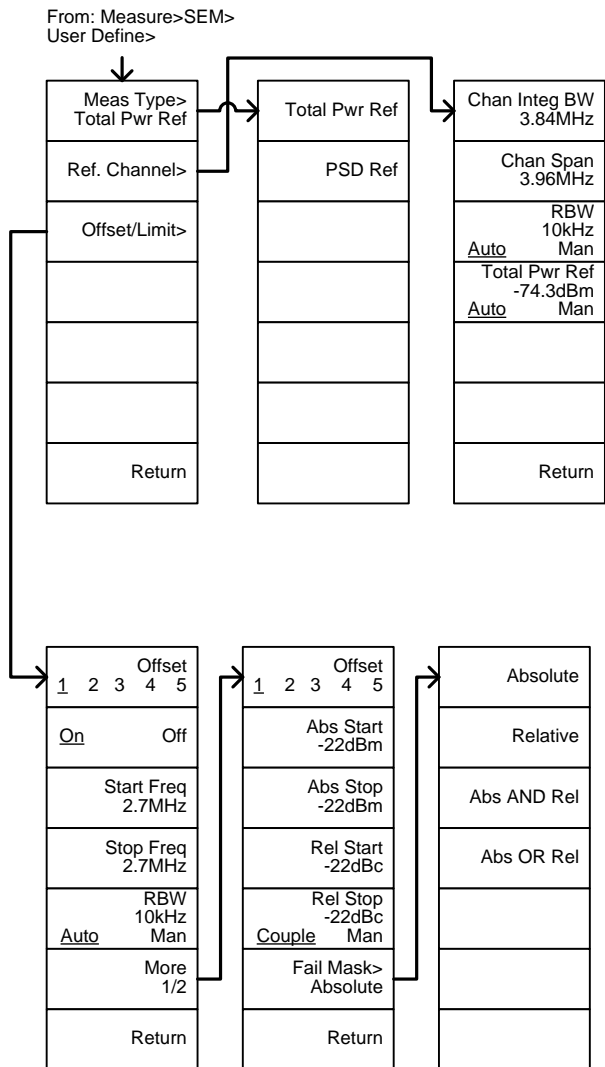 From: Measure>SEM>
User Define>
Meas Type>
Total Pwr Ref
Ref. Channel>
Offset/Limit>
Return
Total Pwr Ref
PSD Ref
Chan Integ BW
3.84MHz
Chan Span
3.96MHz
RBW
10kHz
Auto Man
Total Pwr Ref
-74.3dBm
Auto Man
Return
Offset
1 2 3 4 5
On Off
Start Freq
2.7MHz
Stop Freq
2.7MHz
RBW
10kHz
Auto Man
More
1/2
Return
Offset
1 2 3 4 5
Abs Start
-22dBm
Abs Stop
-22dBm
Rel Start
-22dBc
Rel Stop
-22dBc
Couple Man
Fail Mask>
Absolute
Return
Absolute
Relative
Abs AND Rel
Abs OR Rel